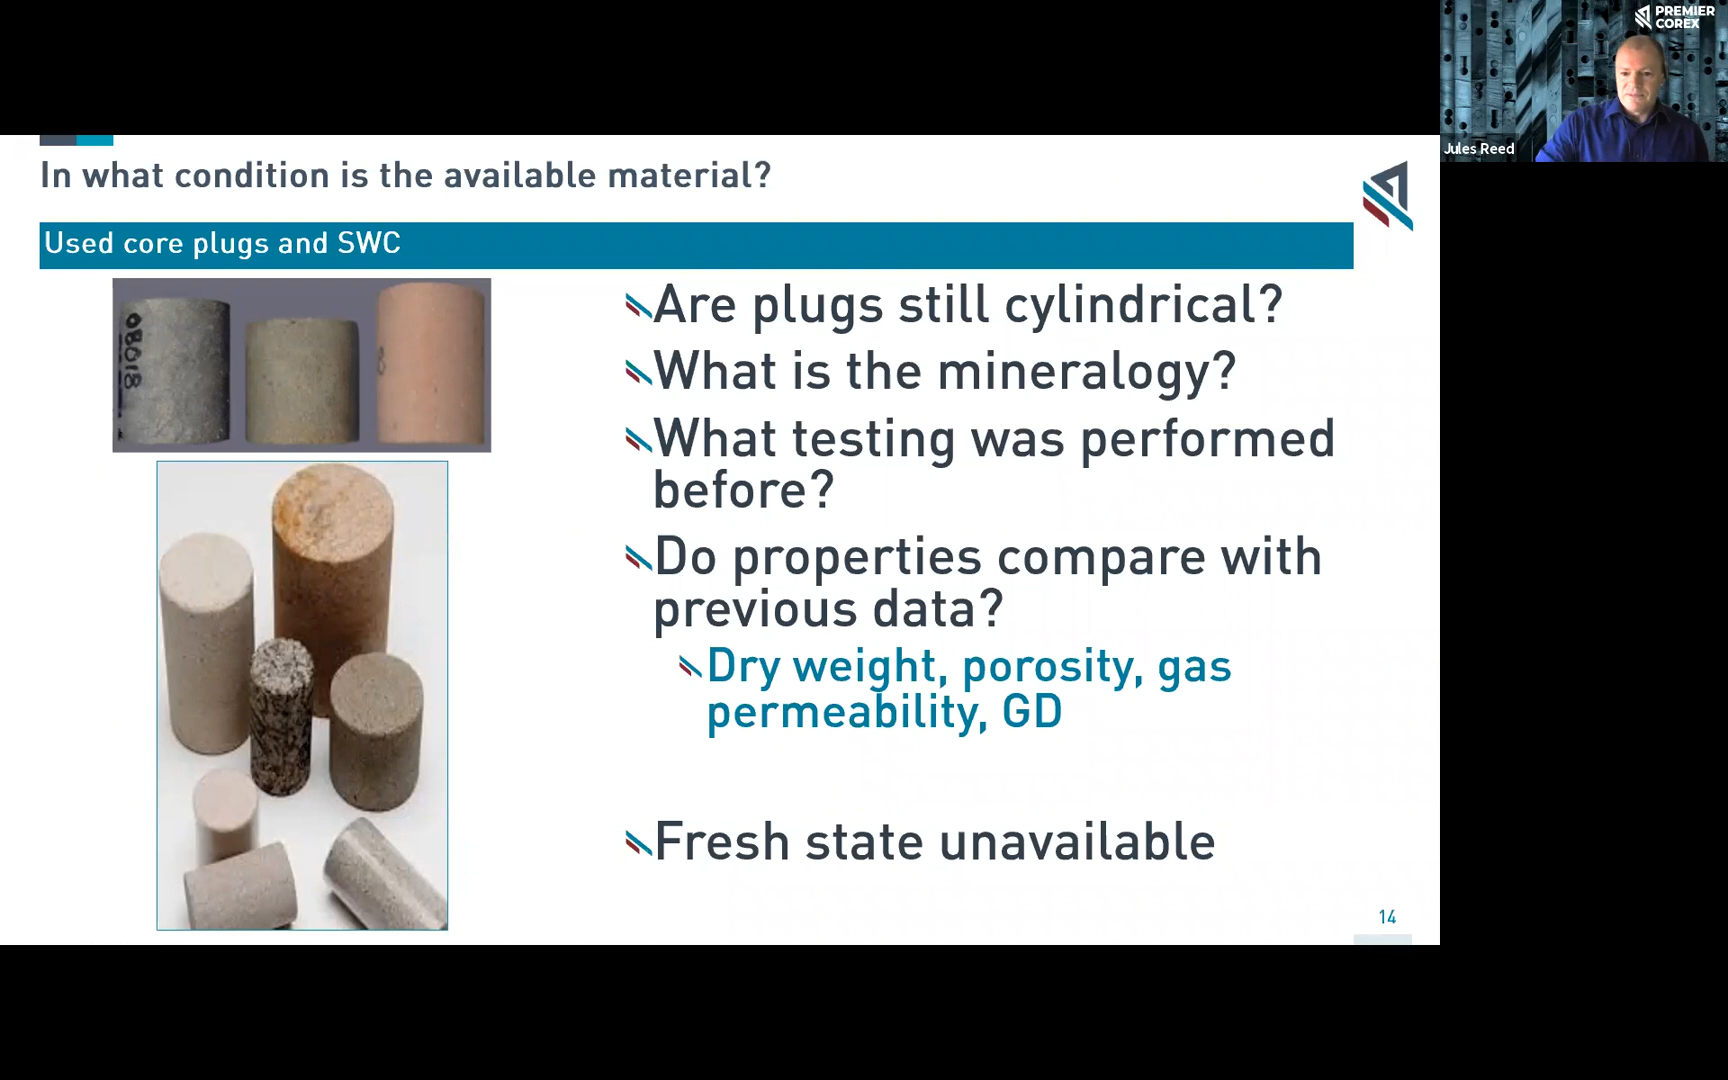 PREMIER
COREX
Jules Reed
In what condition is the available material?
Used core plugs and SWC
Are plugs still cylindrical?
What is the mineralogy?
What testing was performed
before?
Do properties compare with
previous data?
Dry weight, porosity, gas
permeability, GD
Fresh state unavailable
14